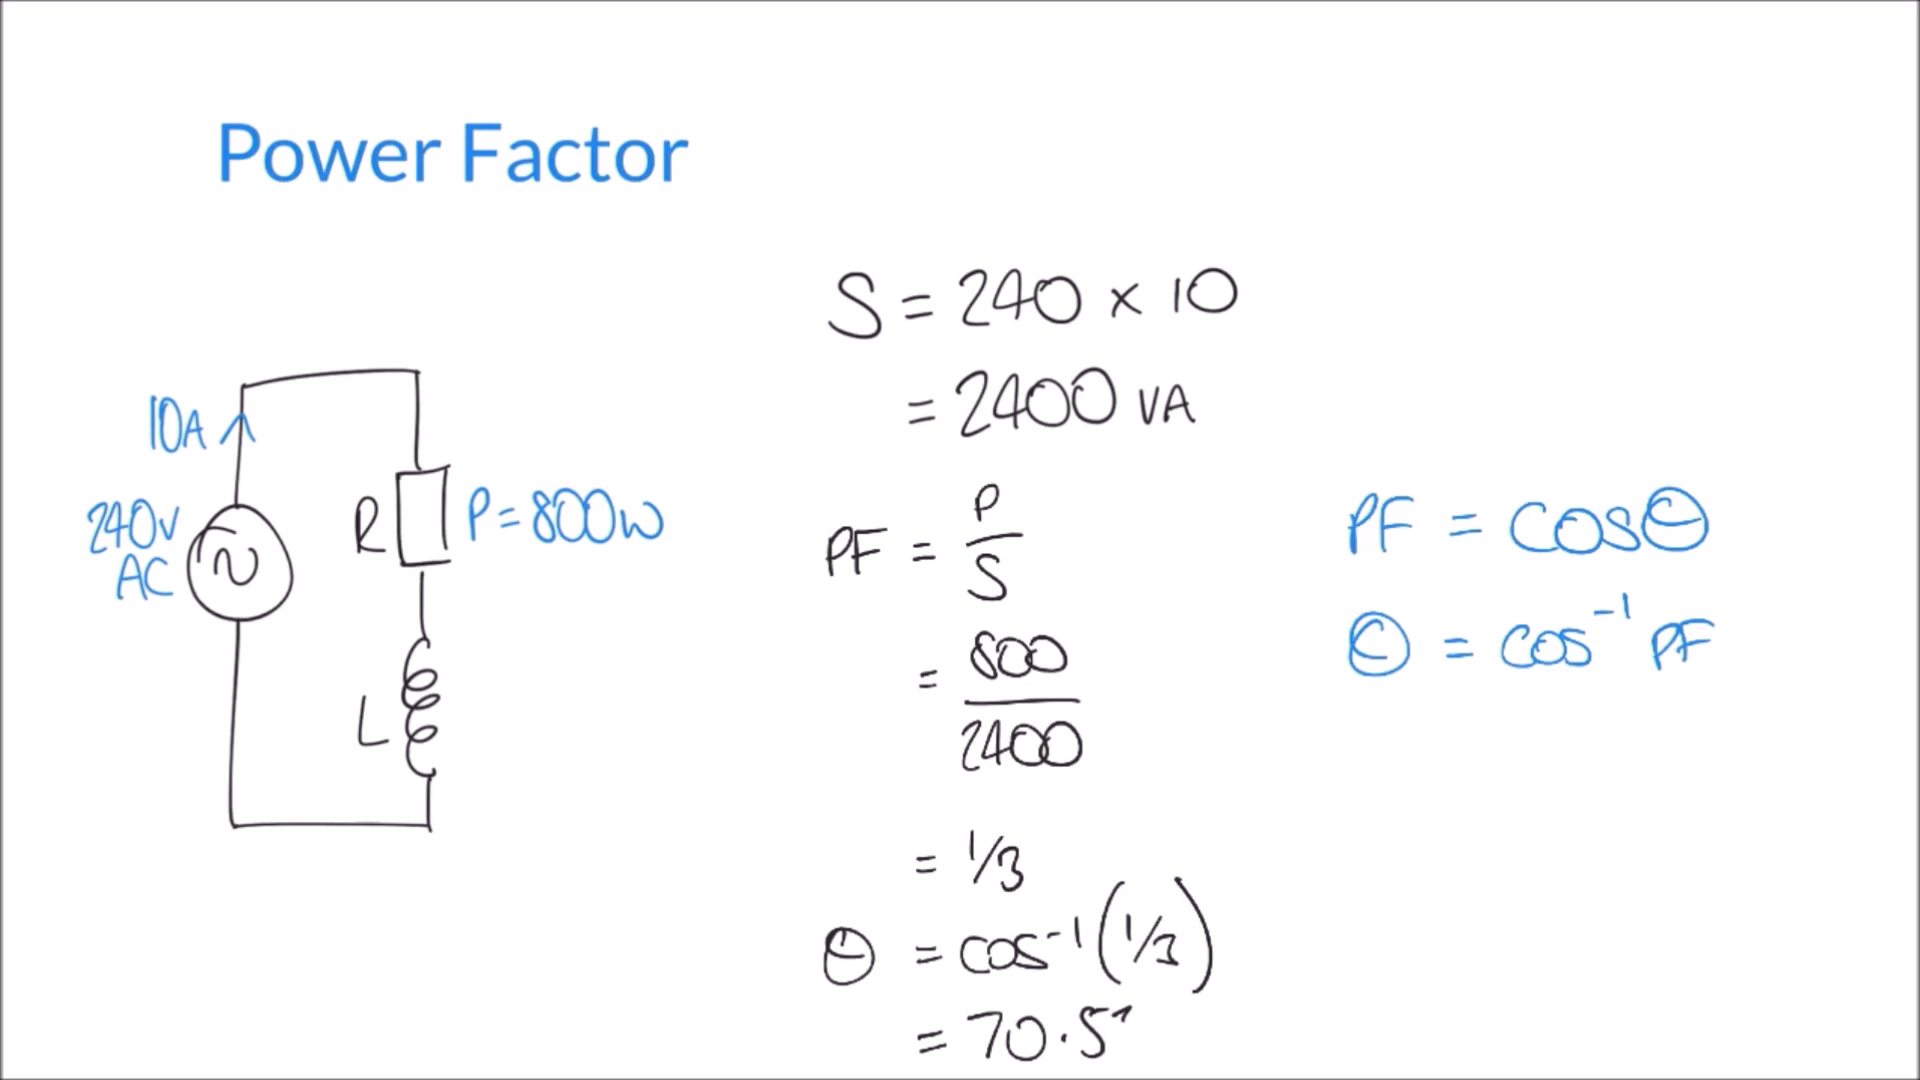 Power Factor
S = 240 x 10
= 2400 VA
10A
240V
AC
R
P = 800W
L
PF = P/S
= 800/2400
= 1/3
Θ = cos⁻¹(1/3)
= 70.5°
PF = cosΘ
Θ = cos⁻¹ PF